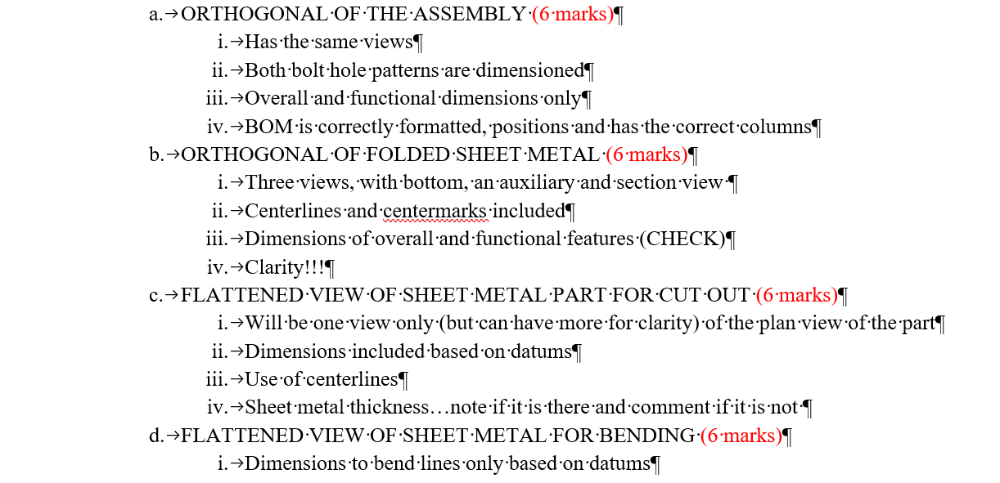 a.→ORTHOGONAL·OF·THE·ASSEMBLY·(6·marks)¶
i.→Has·the·same·views¶
ii.→Both·bolt·hole·patterns·are·dimensioned¶
iii.→Overall·and·functional·dimensions·only¶
iv.→BOM·is·correctly·formatted,·positions·and·has·the·correct·columns¶
b.→ORTHOGONAL·OF·FOLDED·SHEET·METAL·(6·marks)¶
i.→Three·views,·with·bottom,·an·auxiliary·and·section·view·¶
ii.→Centerlines·and·centermarks·included¶
iii.→Dimensions·of·overall·and·functional·features·(CHECK)¶
iv.→Clarity!!!¶
c.→FLATTENED·VIEW·OF·SHEET·METAL·PART·FOR·CUT·OUT·(6·marks)¶
i.→Will·be·one·view·only·(but·can·have·more·for·clarity)·of·the·plan·view·of·the·part¶
ii.→Dimensions·included·based·on·datums¶
iii.→Use·of·centerlines¶
iv.→Sheet·metal·thickness…note·if·it·is·there·and·comment·if·it·is·not·¶
d.→FLATTENED·VIEW·OF·SHEET·METAL·FOR·BENDING·(6·marks)¶
i.→Dimensions·to·bend·lines·only·based·on·datums¶